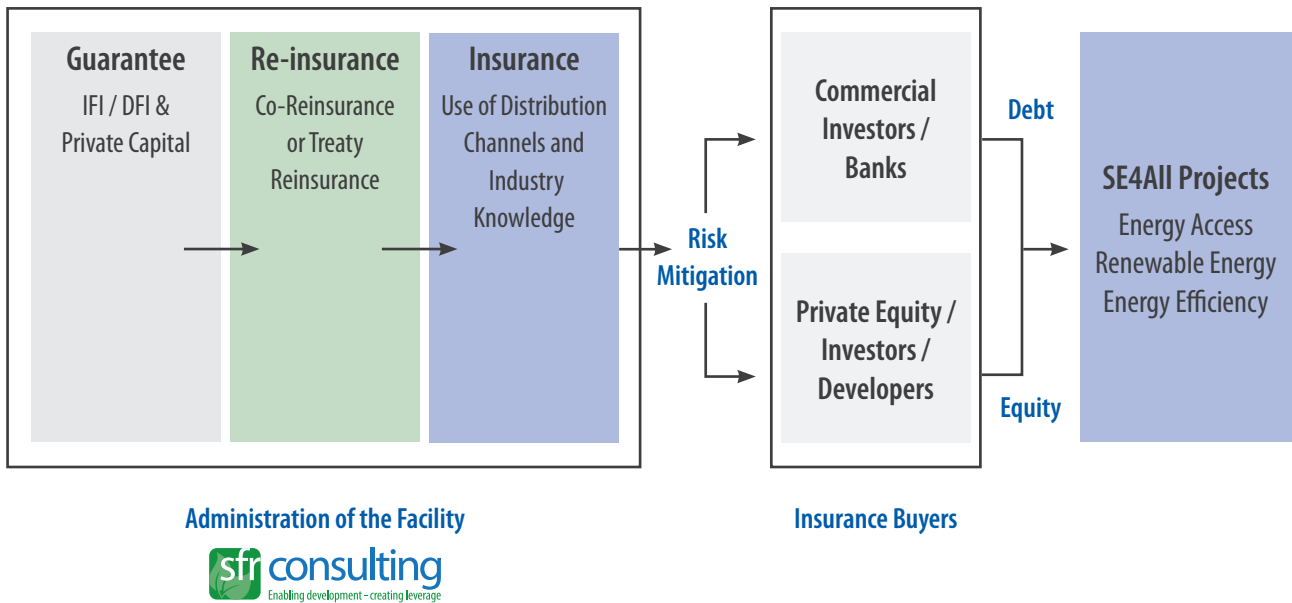 Guarantee
IFI / DFI &
Private Capital
Re-insurance
Co-Reinsurance
or Treaty
Reinsurance
Insurance
Use of Distribution
Channels and
Industry
Knowledge
Risk
Mitigation
Commercial
Investors /
Banks
Private Equity /
Investors /
Developers
Debt
Equity
SE4All Projects
Energy Access
Renewable Energy
Energy Efficiency
Administration of the Facility
Insurance Buyers
sfr consulting
Enabling development – creating leverage